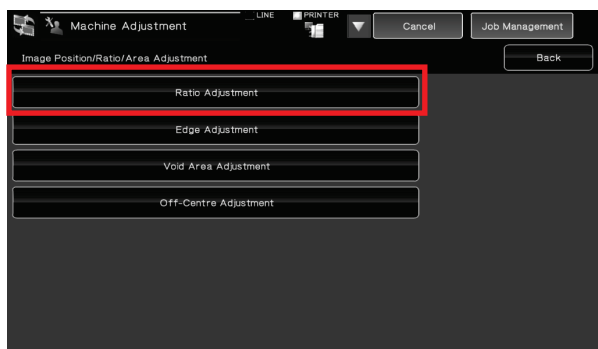 Machine Adjustment
LINE
PRINTER
Cancel
Job Management
Image Position/Ratio/Area Adjustment
Back
Ratio Adjustment
Edge Adjustment
Void Area Adjustment
Off-Centre Adjustment